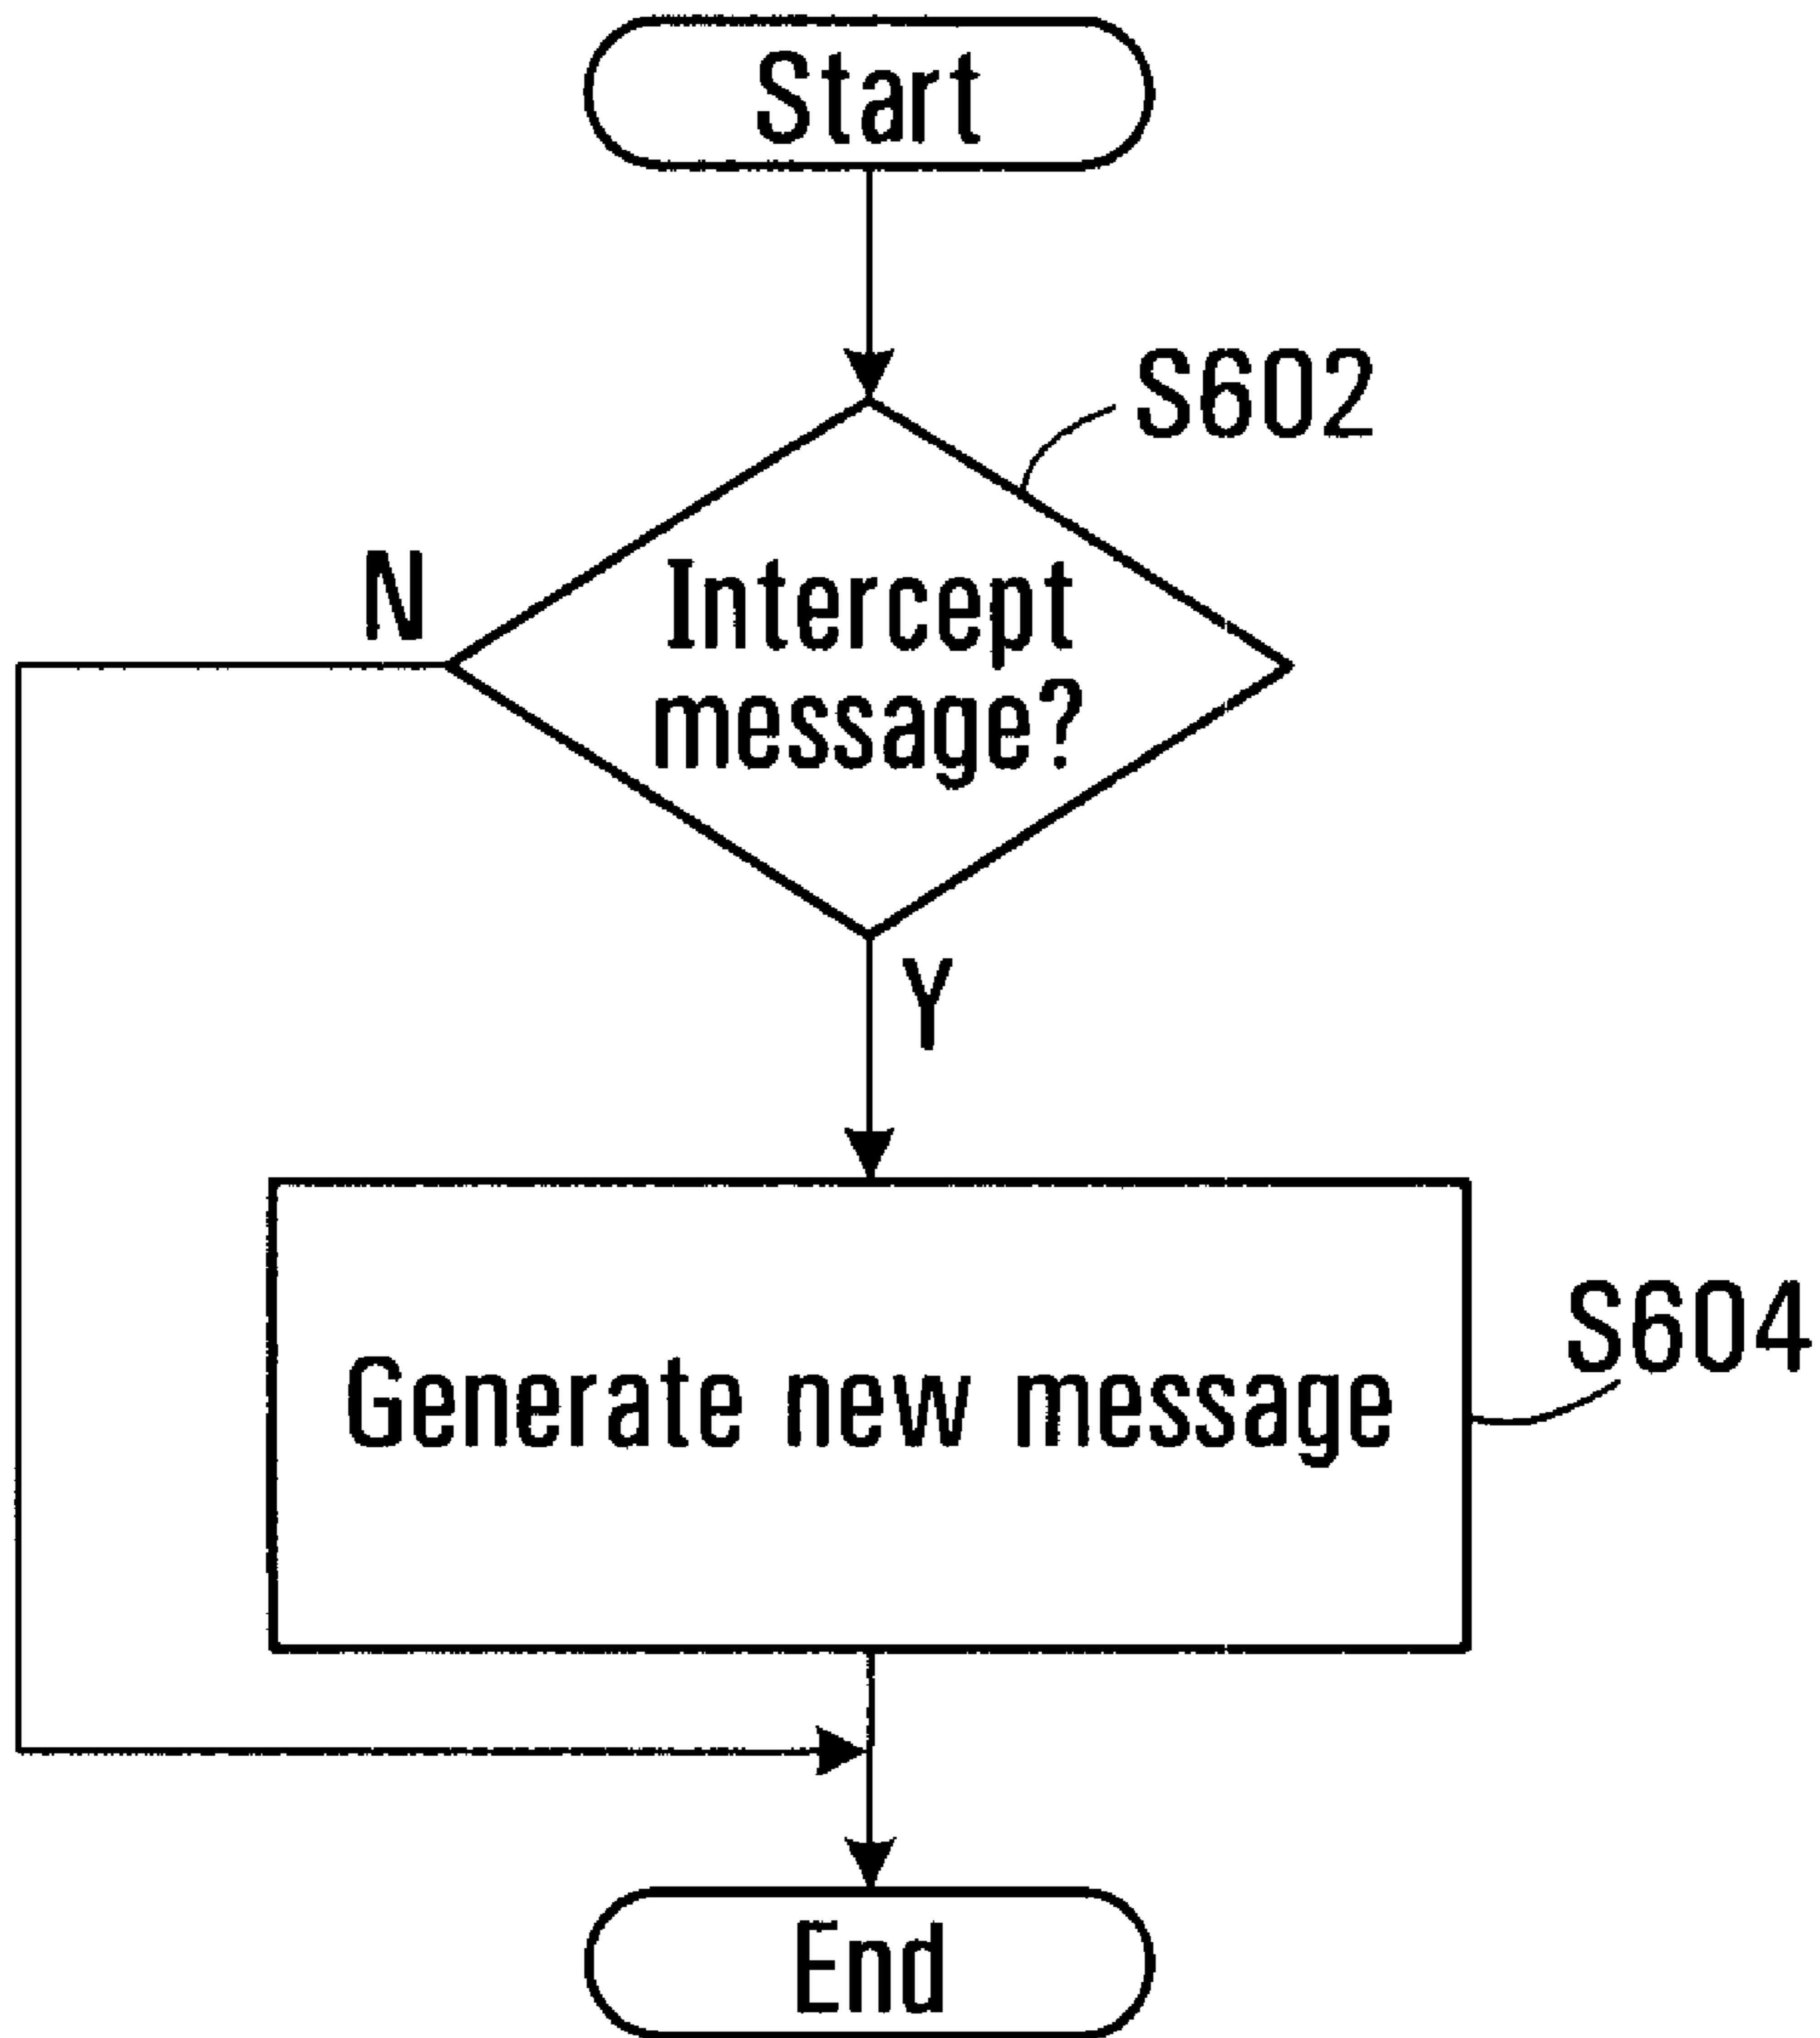 Start
S602
N
Intercept
message?
Y
S604
Generate new message
End